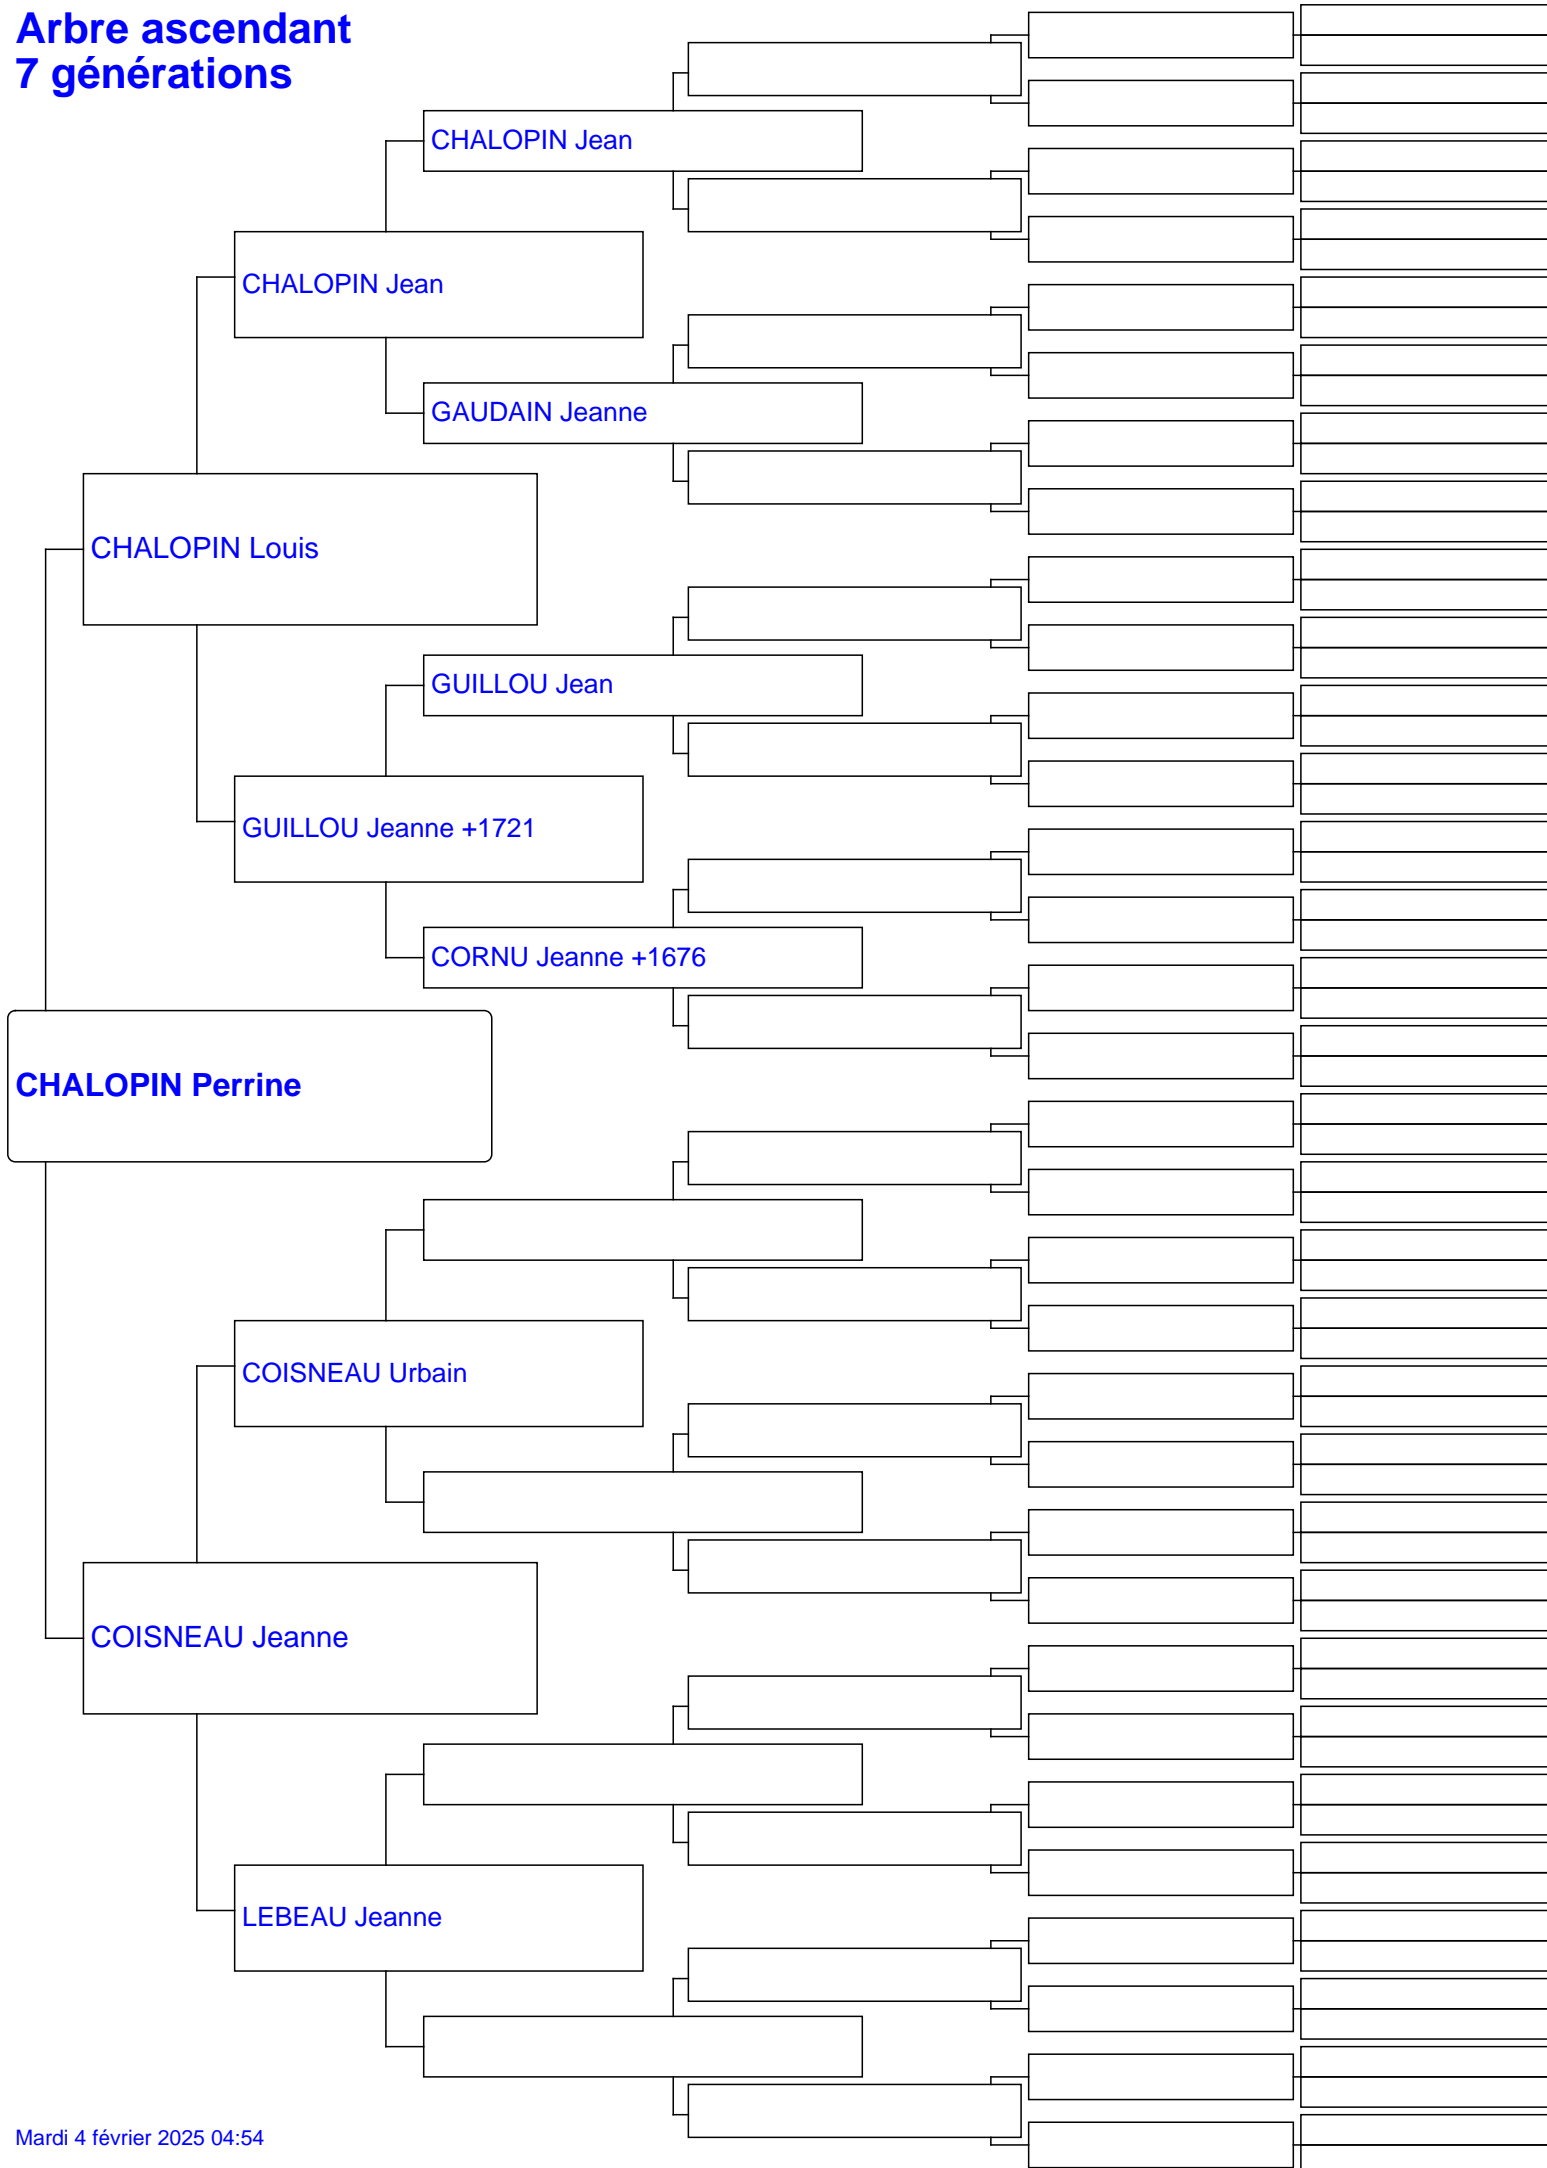 Arbre ascendant
7 générations
CHALOPIN Jean
CHALOPIN Jean
GAUDAIN Jeanne
CHALOPIN Louis
GUILLOU Jean
GUILLOU Jeanne +1721
CORNU Jeanne +1676
CHALOPIN Perrine
COISNEAU Urbain
COISNEAU Jeanne
LEBEAU Jeanne
Mardi 4 février 2025 04:54